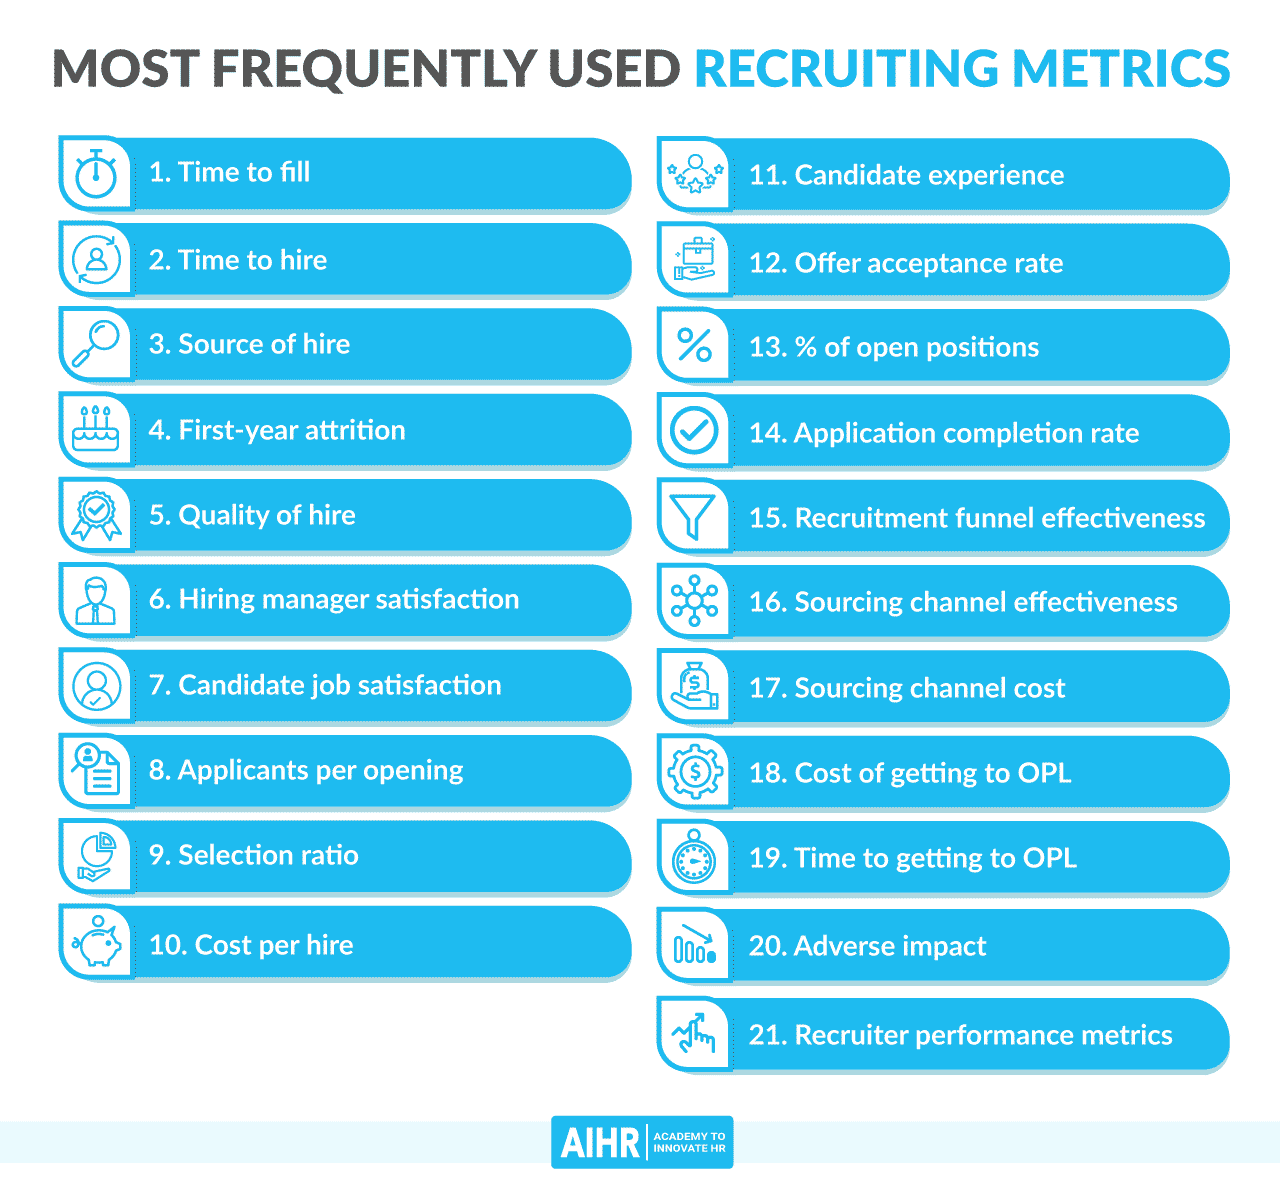 MOST FREQUENTLY USED RECRUITING METRICS
1. Time to fill
2. Time to hire
3. Source of hire
4. First-year attrition
5. Quality of hire
6. Hiring manager satisfaction
7. Candidate job satisfaction
8. Applicants per opening
9. Selection ratio
10. Cost per hire
11. Candidate experience
12. Offer acceptance rate
13. % of open positions
14. Application completion rate
15. Recruitment funnel effectiveness
16. Sourcing channel effectiveness
17. Sourcing channel cost
18. Cost of getting to OPL
19. Time to getting to OPL
20. Adverse impact
21. Recruiter performance metrics
AIHR
ACADEMY TO
INNOVATE HR